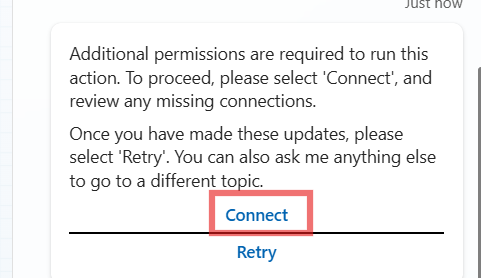 Just now
Additional permissions are required to run this
action. To proceed, please select 'Connect', and
review any missing connections.
Once you have made these updates, please
select 'Retry'. You can also ask me anything else
to go to a different topic.
Connect
Retry